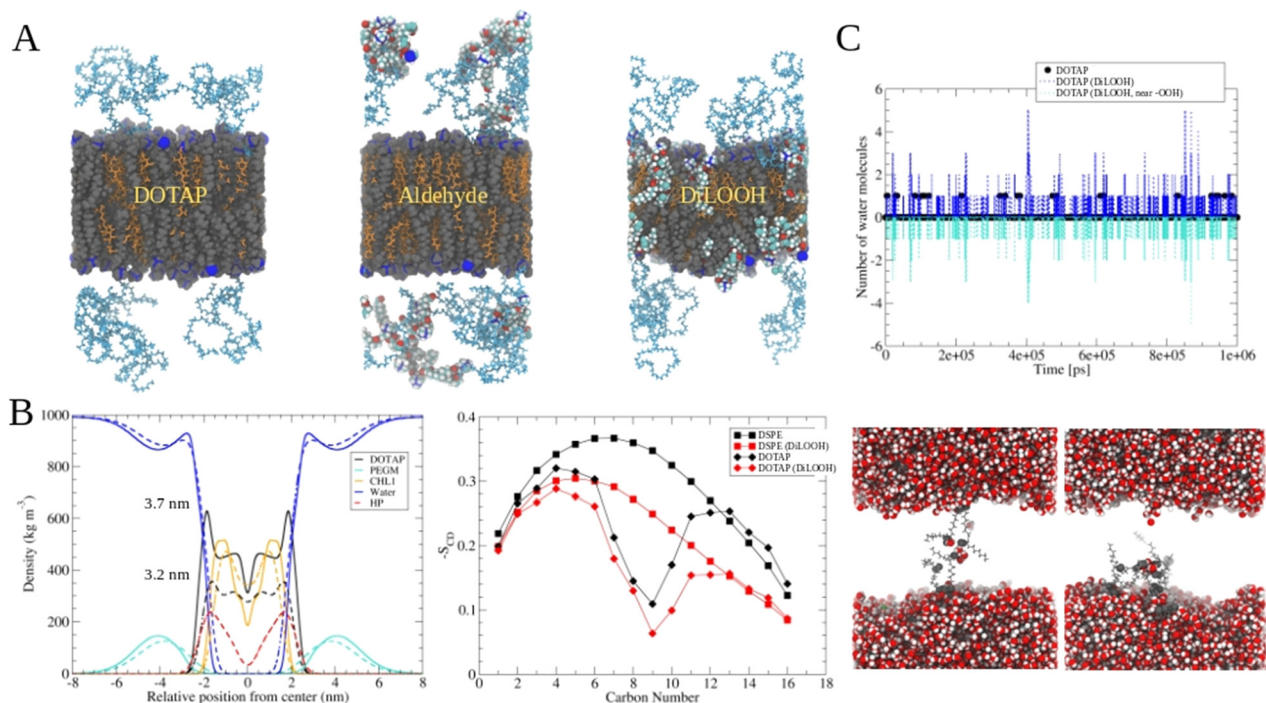 A
C
DOTAP
Aldehyde
DiLOOH
DOTAP
DOTAP (DiLOOH)
DOTAP (DiLOOH, near -OOH)
Number of water molecules
6
4
2
0
-2
-4
-6
0 2e+05 4e+05 6e+05 8e+05 1e+06
Time [ps]
B
Density (kg m-3)
1000
800
600
400
200
0
3.7 nm
3.2 nm
DOTAP
PEGM
CHL1
Water
HP
-8 -6 -4 -2 0 2 4 6 8
Relative position from center (nm)
-SCD
0.4
0.3
0.2
0.1
0
DSPE
DSPE (DiLOOH)
DOTAP
DOTAP (DiLOOH)
0 2 4 6 8 10 12 14 16 18
Carbon Number